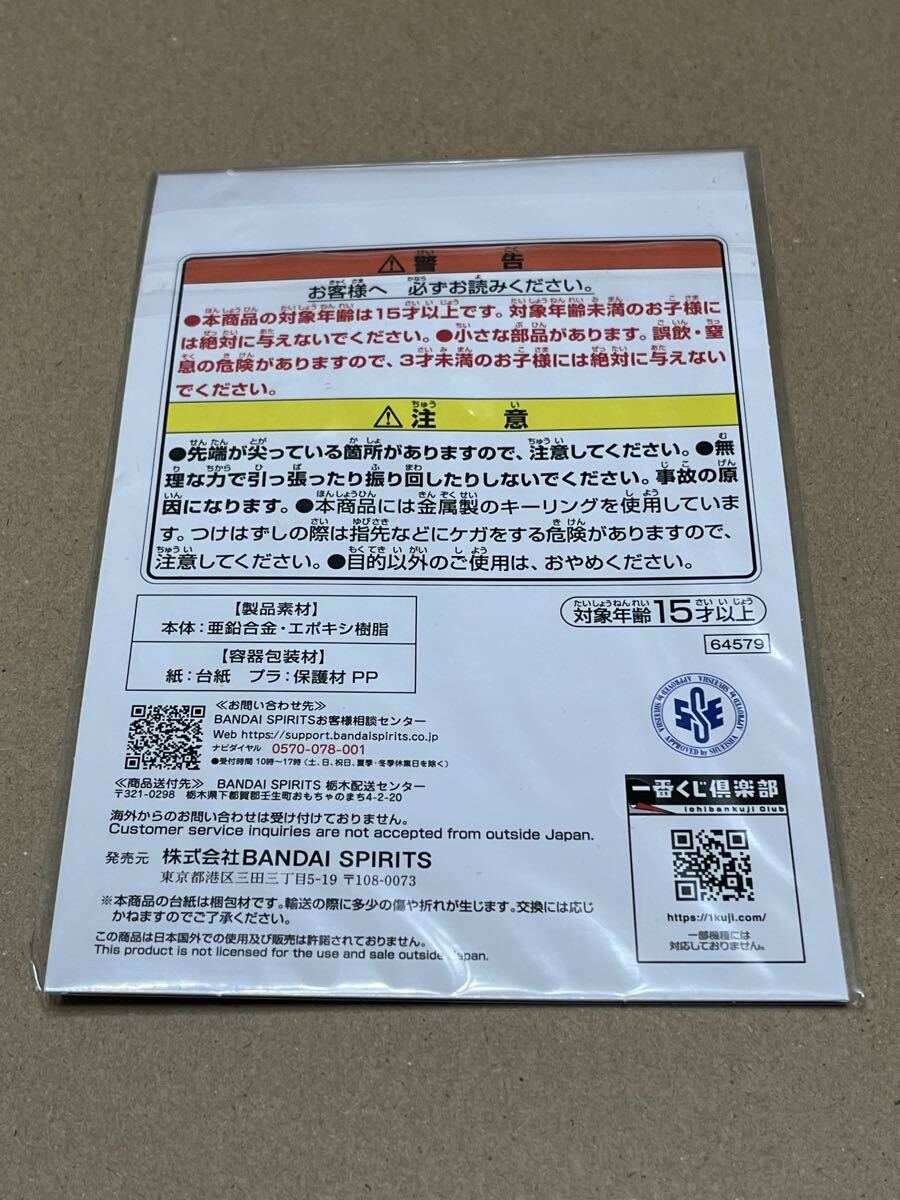 ⚠警告
お客様へ 必ずお読みください。
●本商品の対象年齢は15才以上です。対象年齢未満のお子様に
は絶対に与えないでください。●小さな部品があります。誤飲・窒
息の危険がありますので、3才未満のお子様には絶対に与えない
でください。
⚠注意
●先端が尖っている箇所がありますので、注意してください。●無
理な力で引っ張ったり振り回したりしないでください。事故の原
因になります。●本商品には金属製のキーリングを使用していま
す。つけはずしの際は指先などにケガをする危険がありますので、
注意してください。●目的以外のご使用は、おやめください。
【製品素材】
本体:亜鉛合金・エポキシ樹脂
【容器包装材】
紙:台紙 プラ:保護材 PP
対象年齢15才以上
64579
≪お問い合わせ先≫
BANDAI SPIRITSお客様相談センター
Web https://support.bandaispirits.co.jp
ナビダイヤル 0570-078-001
●受付時間 10時~17時 (土、日、祝日、夏季・冬季休業日を除く)
≪商品送付先≫ BANDAI SPIRITS 栃木配送センター
〒321-0298 栃木県下都賀郡壬生町おもちゃのまち4-2-20
海外からのお問い合わせは受け付けておりません。
Customer service inquiries are not accepted from outside Japan.
発売元 株式会社BANDAI SPIRITS
東京都港区三田三丁目5-19 〒108-0073
※本商品の台紙は梱包材です。輸送の際に多少の傷や折れが生じます。交換には応じ
かねますのでご了承ください。
この商品は日本国外での使用及び販売は許諾されておりません。
This product is not licensed for the use and sale outside Japan.
APPROVED by SHUEISHA
一番くじ倶楽部
ichibankuji Club
https://1kuji.com/
一部機種には
対応しておりません。